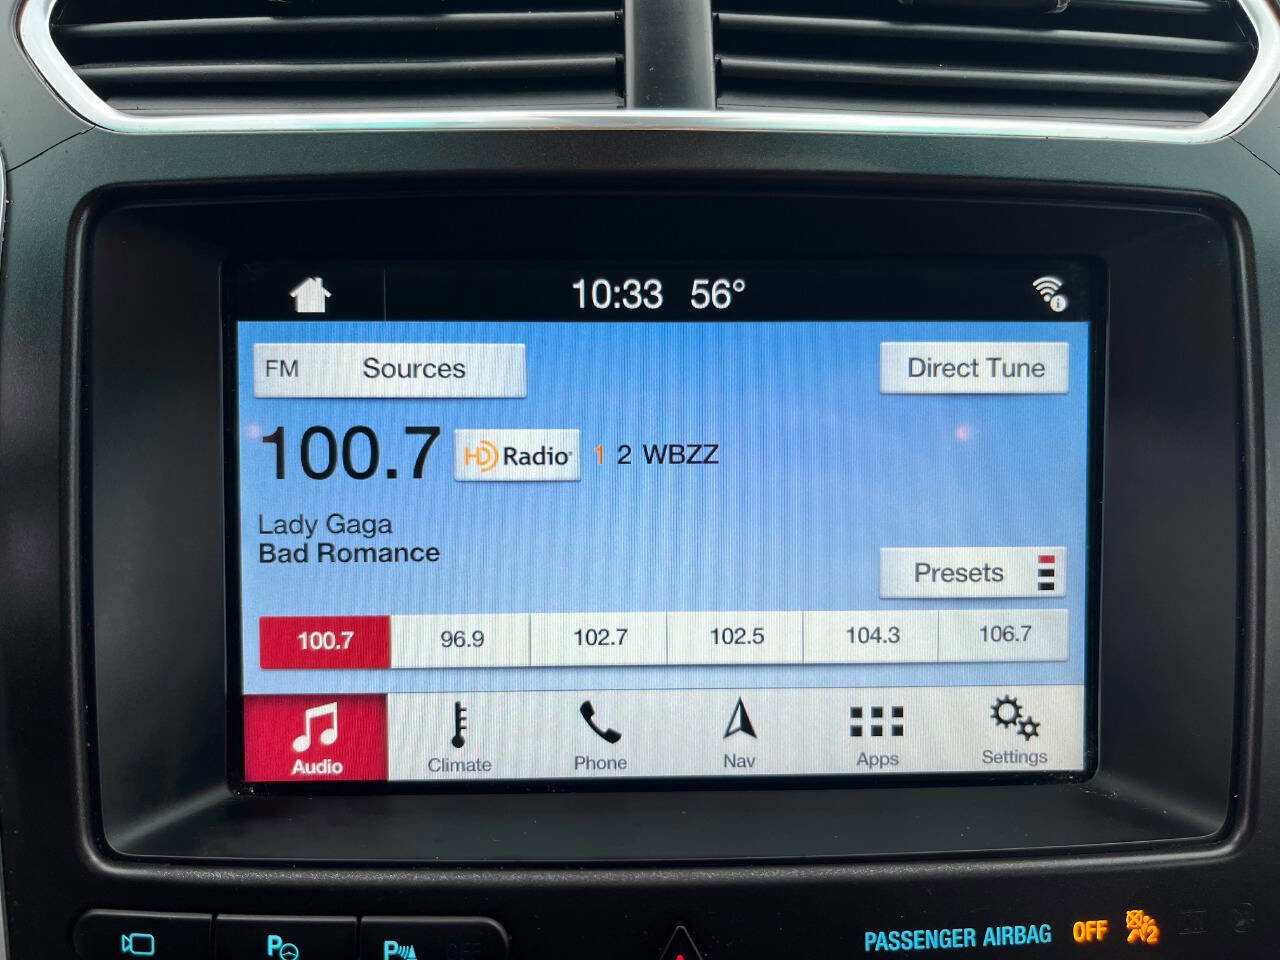 10:33 56°
FM Sources
Direct Tune
100.7 HD Radio 1 2 WBZZ
Lady Gaga
Bad Romance
Presets
100.7 96.9 102.7 102.5 104.3 106.7
Audio Climate Phone Nav Apps Settings
P P
PASSENGER AIRBAG OFF 2